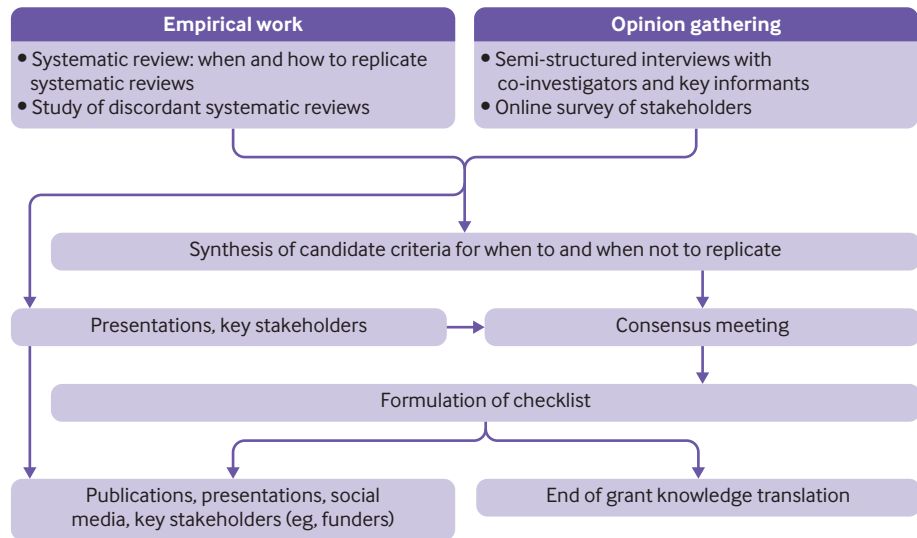 Empirical work
• Systematic review: when and how to replicate
systematic reviews
• Study of discordant systematic reviews
Opinion gathering
• Semi-structured interviews with
co-investigators and key informants
• Online survey of stakeholders
Synthesis of candidate criteria for when to and when not to replicate
Presentations, key stakeholders
Consensus meeting
Formulation of checklist
Publications, presentations, social
media, key stakeholders (eg, funders)
End of grant knowledge translation